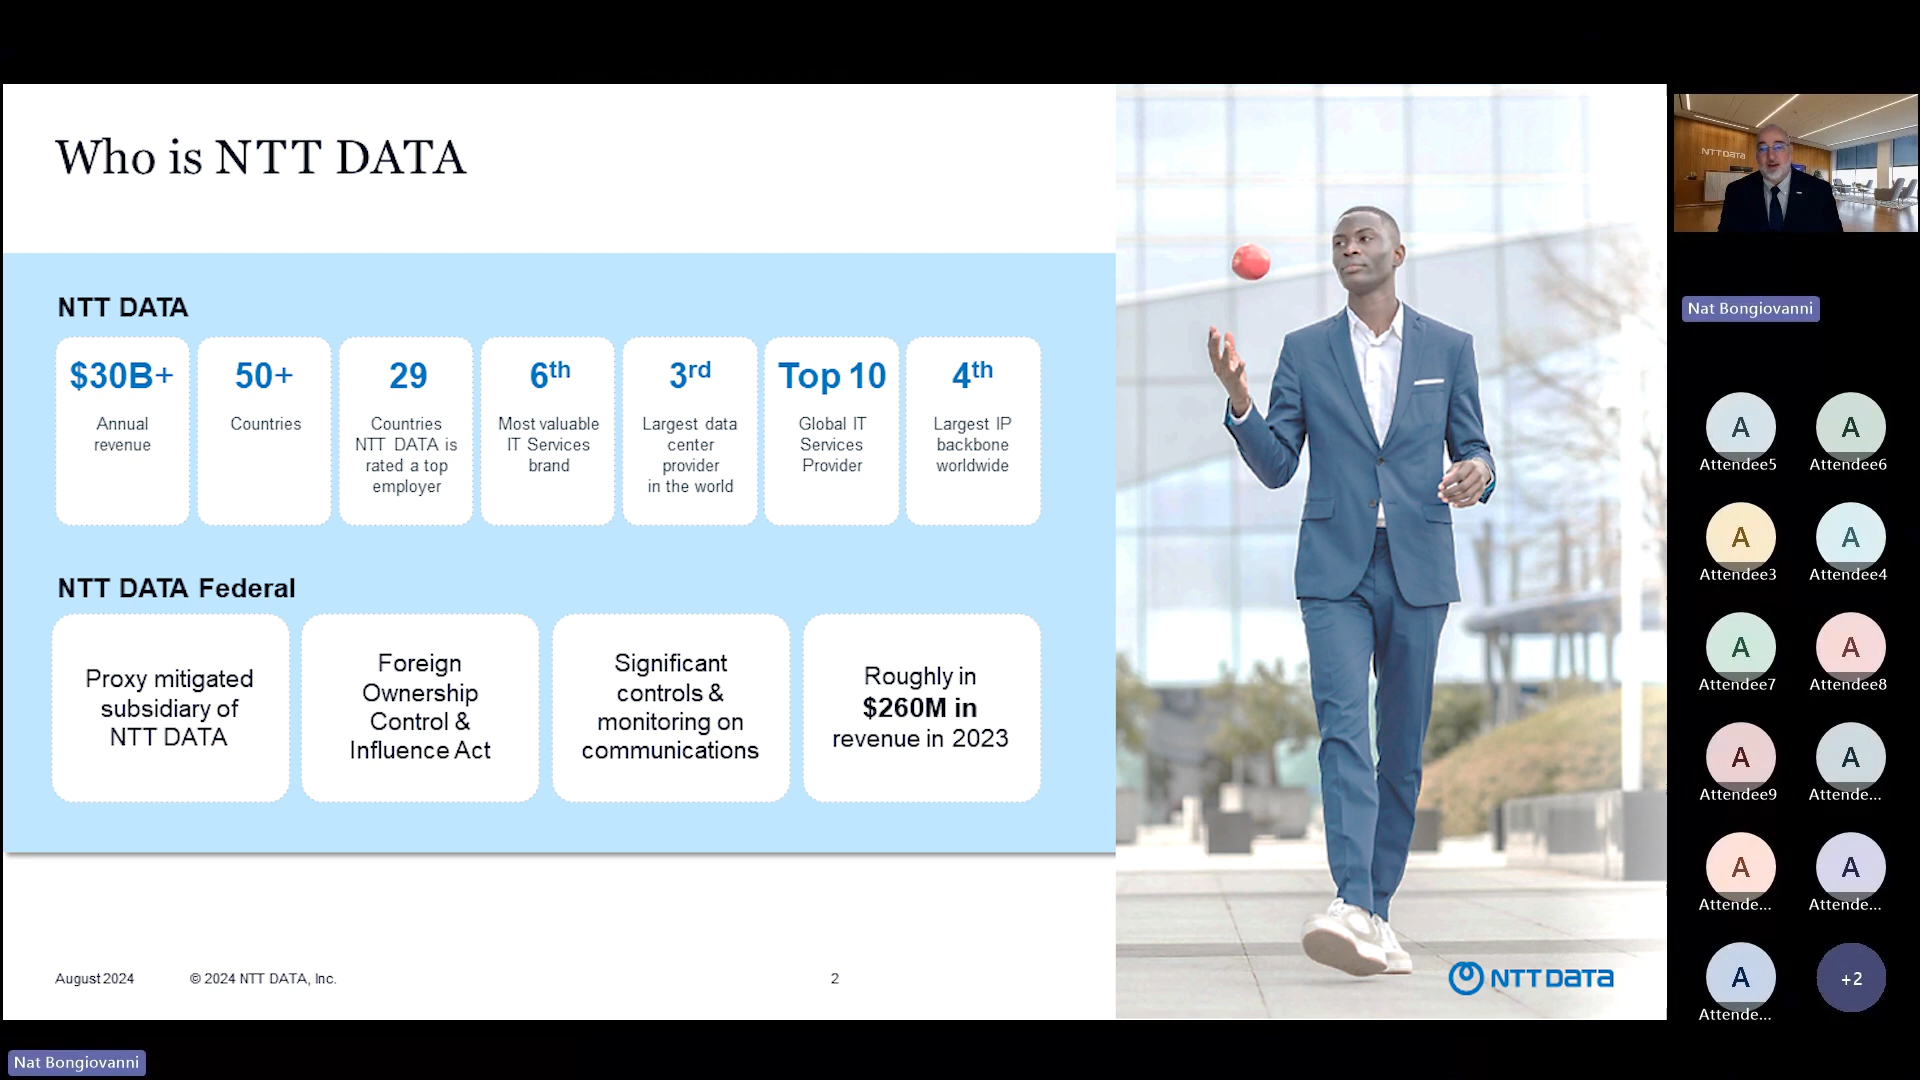 Who is NTT DATA
NTT DATA
$30B+
Annual
revenue
50+
Countries
29
Countries
NTT DATA is
rated a top
employer
6th
Most valuable
IT Services
brand
3rd
Largest data
center
provider
in the world
Top 10
Global IT
Services
Provider
4th
Largest IP
backbone
worldwide
NTT DATA Federal
Proxy mitigated
subsidiary of
NTT DATA
Foreign
Ownership
Control &
Influence Act
Significant
controls &
monitoring on
communications
Roughly in
$260M in
revenue in 2023
August 2024
© 2024 NTT DATA, Inc.
2
NTT DATA
NTT DATA
Nat Bongiovanni
A
Attendee5
A
Attendee6
A
Attendee3
A
Attendee4
A
Attendee7
A
Attendee8
A
Attendee9
A
Attende...
A
Attende...
A
Attende...
A
Attende...
+2
Nat Bongiovanni